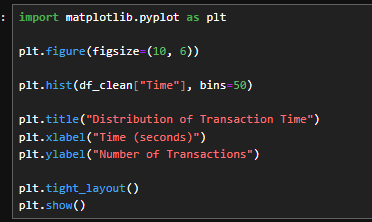 :
import matplotlib.pyplot as plt
plt.figure(figsize=(10, 6))
plt.hist(df_clean["Time"], bins=50)
plt.title("Distribution of Transaction Time")
plt.xlabel("Time (seconds)")
plt.ylabel("Number of Transactions")
plt.tight_layout()
plt.show()